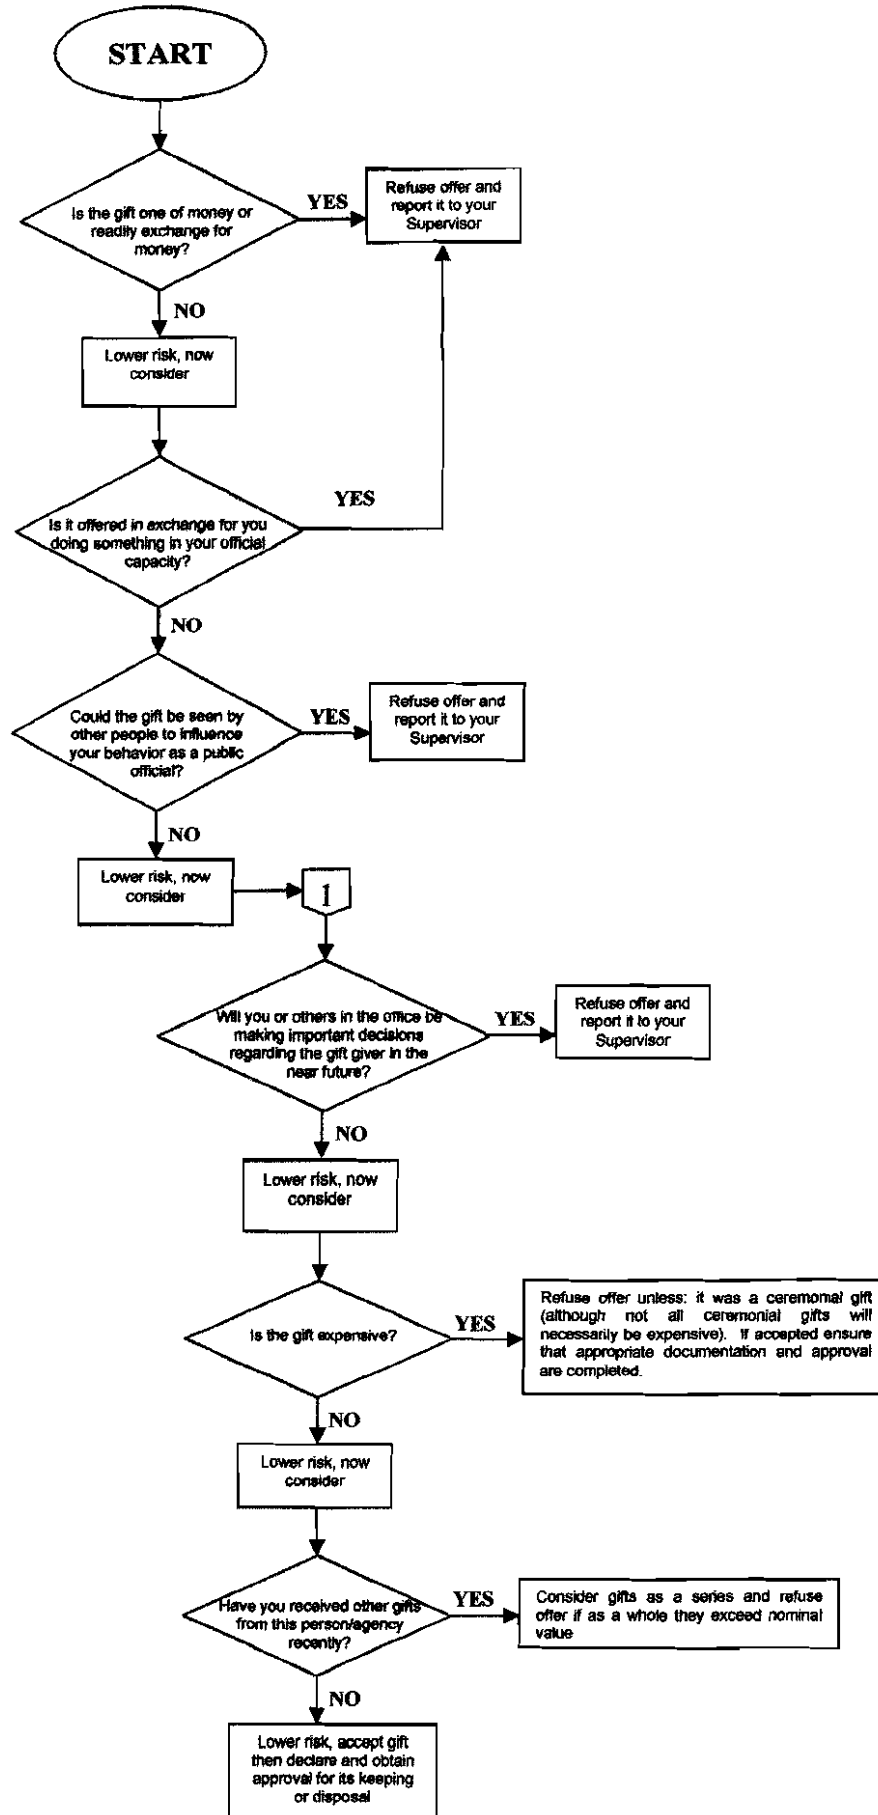 START
Is the gift one of money or
readily exchange for
money?
YES
Refuse offer and
report it to your
Supervisor
NO
Lower risk, now
consider
Is it offered in exchange for you
doing something in your official
capacity?
YES
NO
Could the gift be seen by
other people to influence
your behavior as a public
official?
YES
Refuse offer and
report it to your
Supervisor
NO
Lower risk, now
consider
1
Will you or others in the office be
making important decisions
regarding the gift giver in the
near future?
YES
Refuse offer and
report it to your
Supervisor
NO
Lower risk, now
consider
Is the gift expensive?
YES
Refuse offer unless: it was a ceremonial gift
(although not all ceremonial gifts will
necessarily be expensive). If accepted ensure
that appropriate documentation and approval
are completed.
NO
Lower risk, now
consider
Have you received other gifts
from this person/agency
recently?
YES
Consider gifts as a series and refuse
offer if as a whole they exceed nominal
value
NO
Lower risk, accept gift
then declare and obtain
approval for its keeping
or disposal